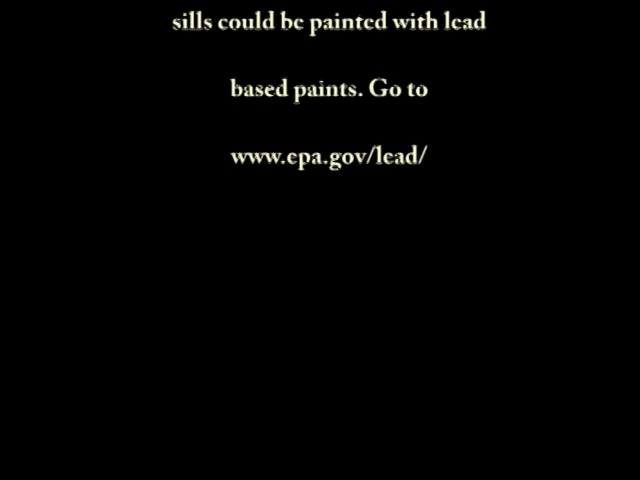 sills could be painted with lead
based paints. Go to
www.epa.gov/lead/